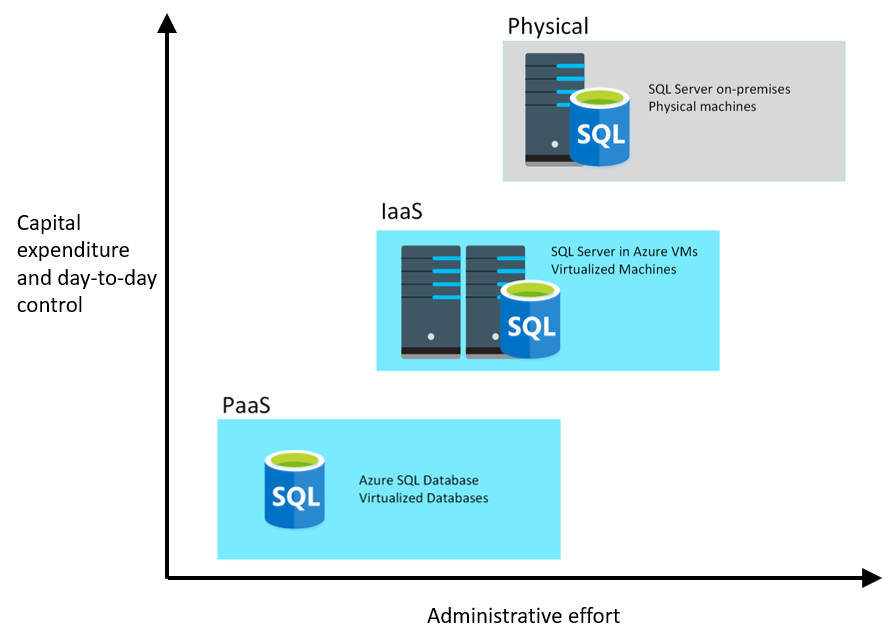 Physical
SQL Server on-premises
Physical machines
SQL
Capital
expenditure
and day-to-day
control
IaaS
SQL Server in Azure VMs
Virtualized Machines
SQL
PaaS
Azure SQL Database
Virtualized Databases
SQL
Administrative effort